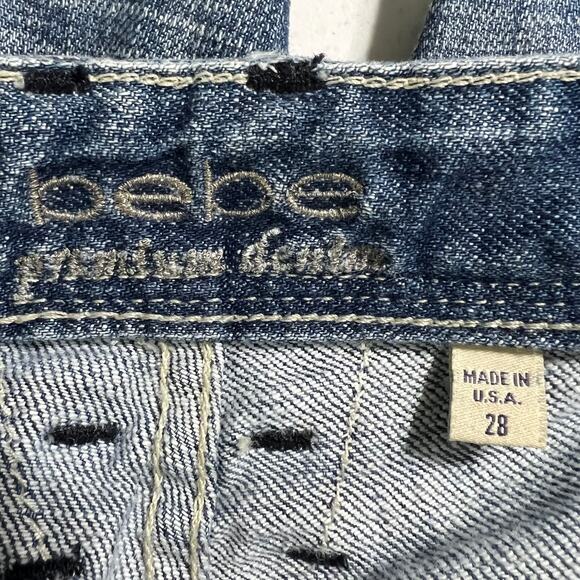 bebe
premium denim
MADE IN
U.S.A.
28